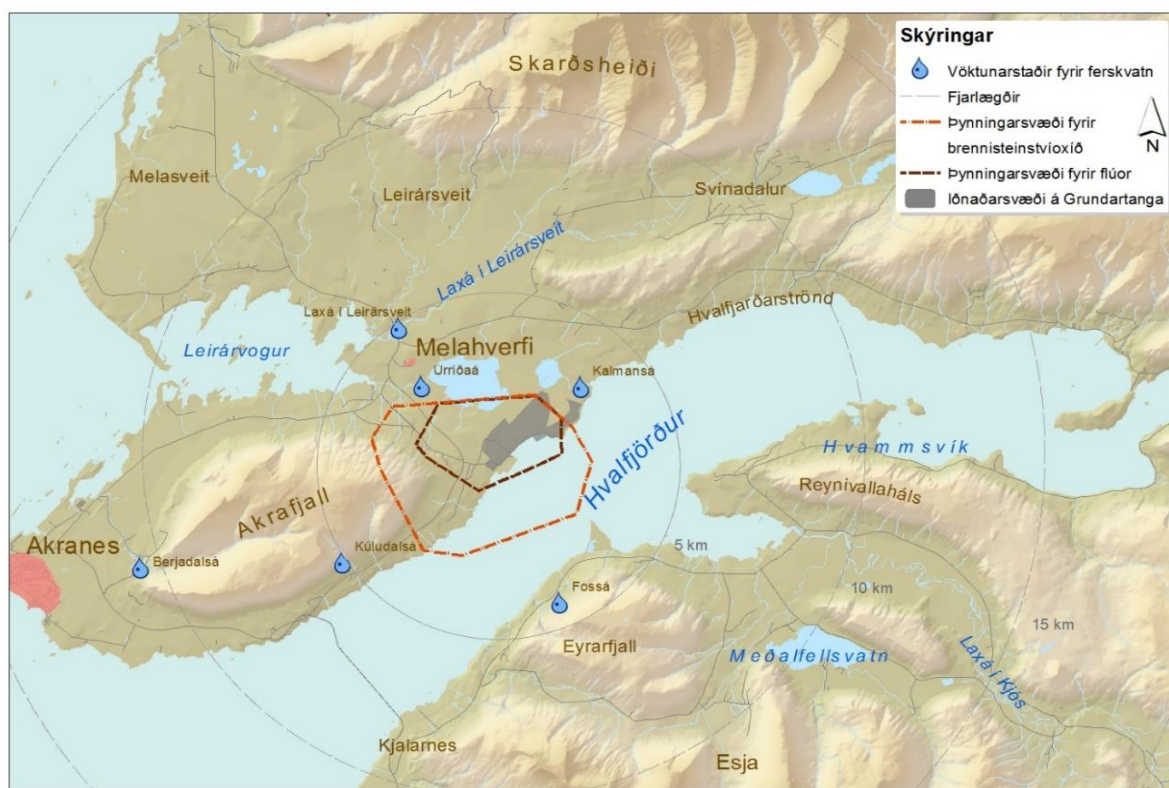 Skýringar
Vöktunarstaðir fyrir ferskvatn
Fjarlægðir
Þynningarsvæði fyrir
brennisteinstvíoxíð
Þynningarsvæði fyrir flúor
Iðnaðarsvæði á Grundartanga
N
Skarðsheiði
Melasveit
Leirársveit
Svínadalur
Laxá í Leirársveit
Laxá í Leirársveit
Hvalfjarðarströnd
Leirárvogur
Melahverfi
Urriðaá
Kalmansá
Hvalfjörður
Hvammsvík
Reynivallaháls
Akrafjall
Akranes
Berjadalsá
Kúludalsá
5 km
Fossá
10 km
15 km
Eyrarfjall
Meðalfellsvatn
Laxá í Kjós
Kjalarnes
Esja